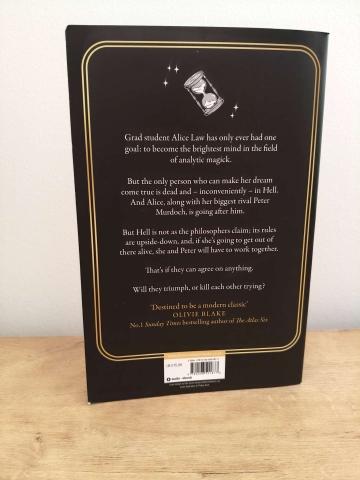 Grad student Alice Law has only ever had one
goal: to become the brightest mind in the field
of analytic magick.
But the only person who can make her dream
come true is dead and – inconveniently – in Hell.
And Alice, along with her biggest rival Peter
Murdoch, is going after him.
But Hell is not as the philosophers claim; its rules
are upside-down, and, if she's going to get out of
there alive, she and Peter will have to work together.
That's if they can agree on anything.
Will they triumph, or kill each other trying?
'Destined to be a modern classic'
OLIVIE BLAKE
No.1 Sunday Times bestselling author of The Atlas Six